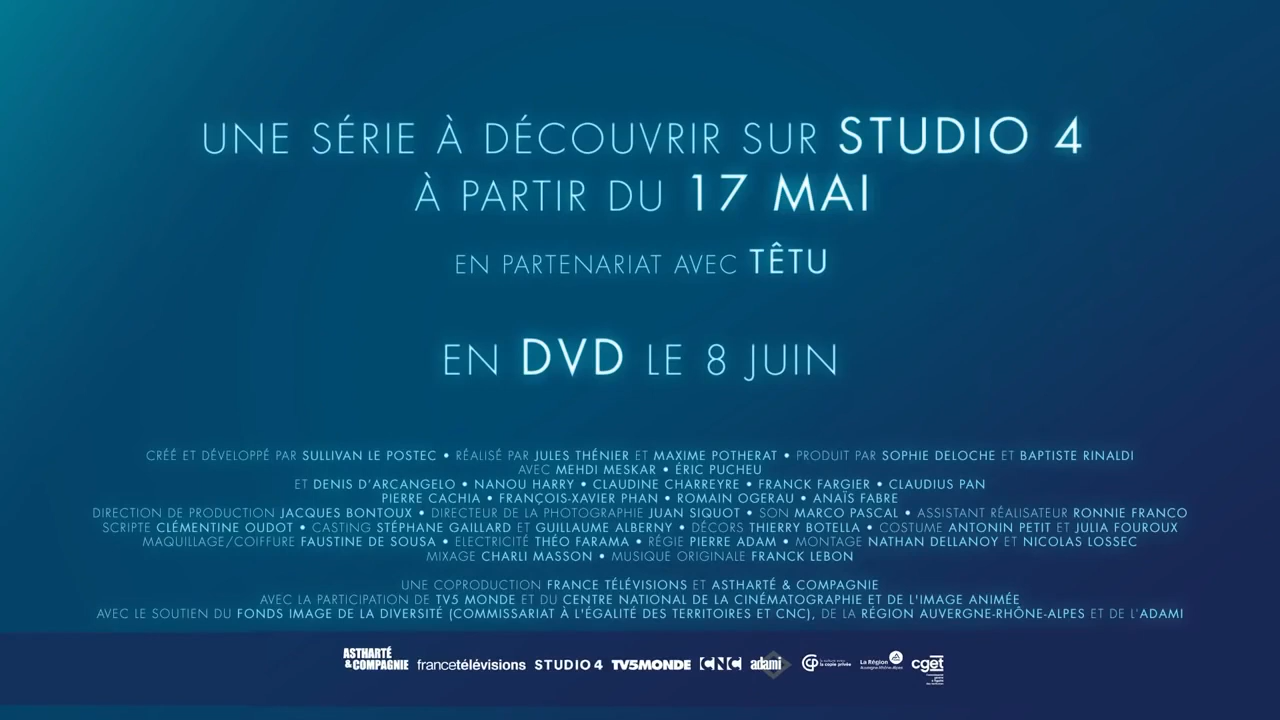 UNE SÉRIE À DÉCOUVRIR SUR STUDIO 4
À PARTIR DU 17 MAI
EN PARTENARIAT AVEC TÊTU
EN DVD LE 8 JUIN
CRÉÉ ET DÉVELOPPÉ PAR SULLIVAN LE POSTEC • RÉALISÉ PAR JULES THÉNIER ET MAXIME POTHERAT • PRODUIT PAR SOPHIE DELOCHE ET BAPTISTE RINALDI
AVEC MEHDI MESKAR • ÉRIC PUCHEU
ET DENIS D'ARCANGELO • NANOU HARRY • CLAUDINE CHARREYRE • FRANCK FARGIER • CLAUDIUS PAN
PIERRE CACHIA • FRANÇOIS-XAVIER PHAN • ROMAIN OGERAU • ANAÏS FABRE
DIRECTION DE PRODUCTION JACQUES BONTOUX • DIRECTEUR DE LA PHOTOGRAPHIE JUAN SIQUOT • SON MARCO PASCAL • ASSISTANT RÉALISATEUR RONNIE FRANCO
SCRIPTE CLÉMENTINE OUDOT • CASTING STÉPHANE GAILLARD ET GUILLAUME ALBERNY • DÉCORS THIERRY BOTELLA • COSTUME ANTONIN PETIT ET JULIA FOUROUX
MAQUILLAGE/COIFFURE FAUSTINE DE SOUSA • ELECTRICITÉ THÉO FARAMA • RÉGIE PIERRE ADAM • MONTAGE NATHAN DELLANOY ET NICOLAS LOSSEC
MIXAGE CHARLI MASSON • MUSIQUE ORIGINALE FRANCK LEBON
UNE COPRODUCTION FRANCE TÉLÉVISIONS ET ASTHARTÉ & COMPAGNIE
AVEC LA PARTICIPATION DE TV5 MONDE ET DU CENTRE NATIONAL DE LA CINÉMATOGRAPHIE ET DE L'IMAGE ANIMÉE
AVEC LE SOUTIEN DU FONDS IMAGE DE LA DIVERSITÉ (COMMISSARIAT À L'ÉGALITÉ DES TERRITOIRES ET CNC), DE LA RÉGION AUVERGNE-RHÔNE-ALPES ET DE L'ADAMI
ASTHARTÉ
& COMPAGNIE
francetélévisions
STUDIO 4
TV5MONDE
CNC
adami
la copie privée
La Région
Auvergne-Rhône-Alpes
cget